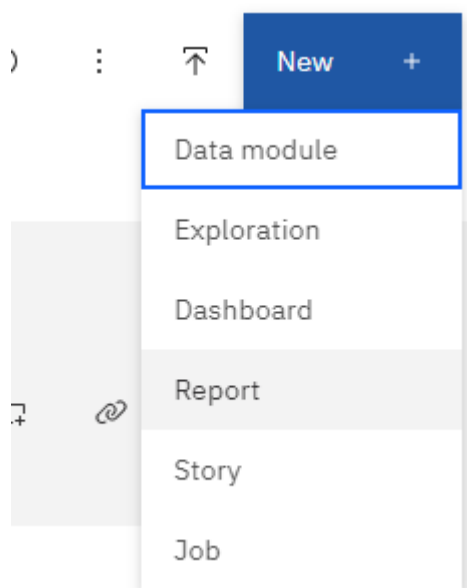 New +
Data module
Exploration
Dashboard
Report
Story
Job